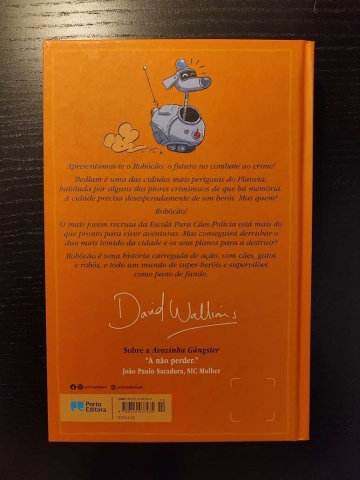 Apresentamos-te o Robôcão, o futuro no combate ao crime!
Bedlam é uma das cidades mais perigosas do Planeta,
habitada por alguns dos piores criminosos de que há memória.
A cidade precisa desesperadamente de um herói. Mas quem?
Robôcão!
O mais jovem recruta da Escola Para Cães-Polícia está mais do
que pronto para viver aventuras. Mas conseguirá derrubar o
duo mais temido da cidade e os seus planos para a destruir?
Robôcão é uma história carregada de ação, com cães, gatos
e robôs, e todo um mundo de super-heróis e supervilões
como pano de fundo.
David Walliams
Sobre a Avozinha Gângster
"A não perder."
João Paulo Sacadura, SIC Mulher
Porto
Editora